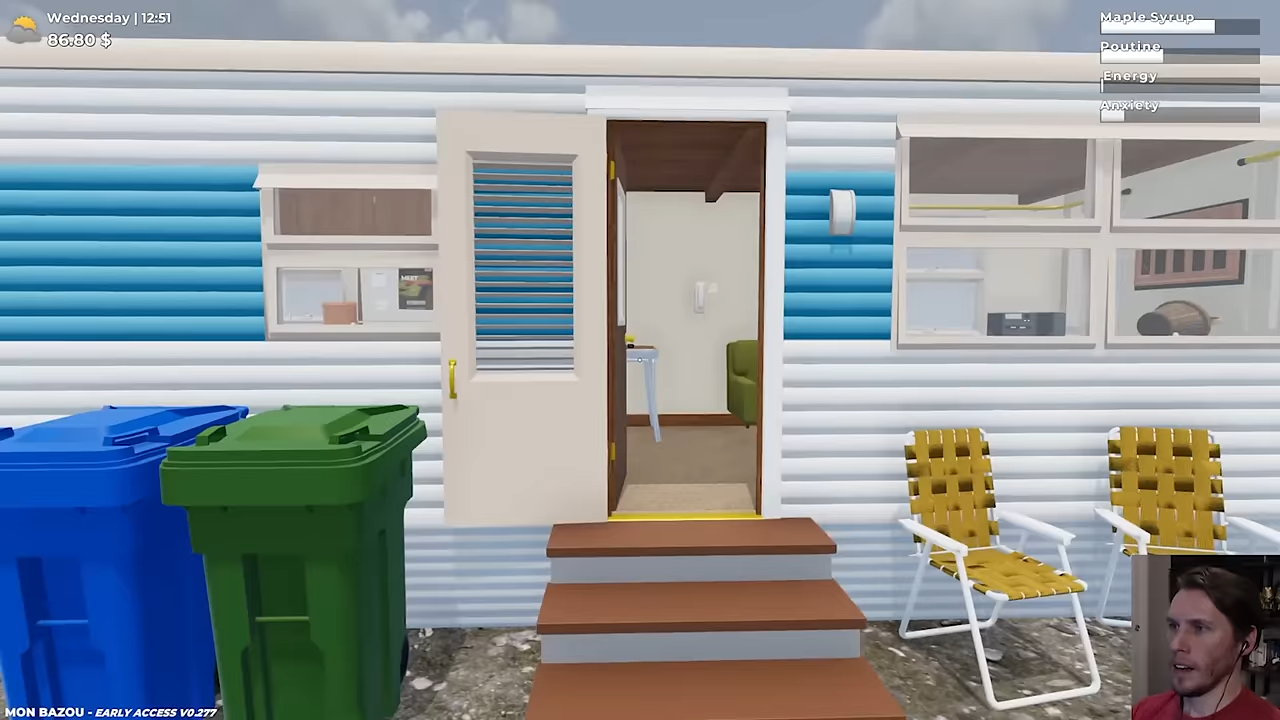 Wednesday | 12:51
86.80 $
Maple Syrup
Poutine
Energy
Anxiety
MEET
MON BAZOU - EARLY ACCESS V0.277